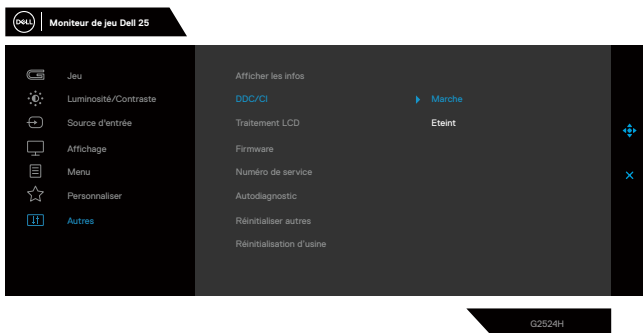 DELL
Moniteur de jeu Dell 25
Jeu
Luminosité/Contraste
Source d'entrée
Affichage
Menu
Personnaliser
Autres
Afficher les infos
DDC/CI
Traitement LCD
Firmware
Numéro de service
Autodiagnostic
Réinitialiser autres
Réinitialisation d'usine
Marche
Eteint
G2524H